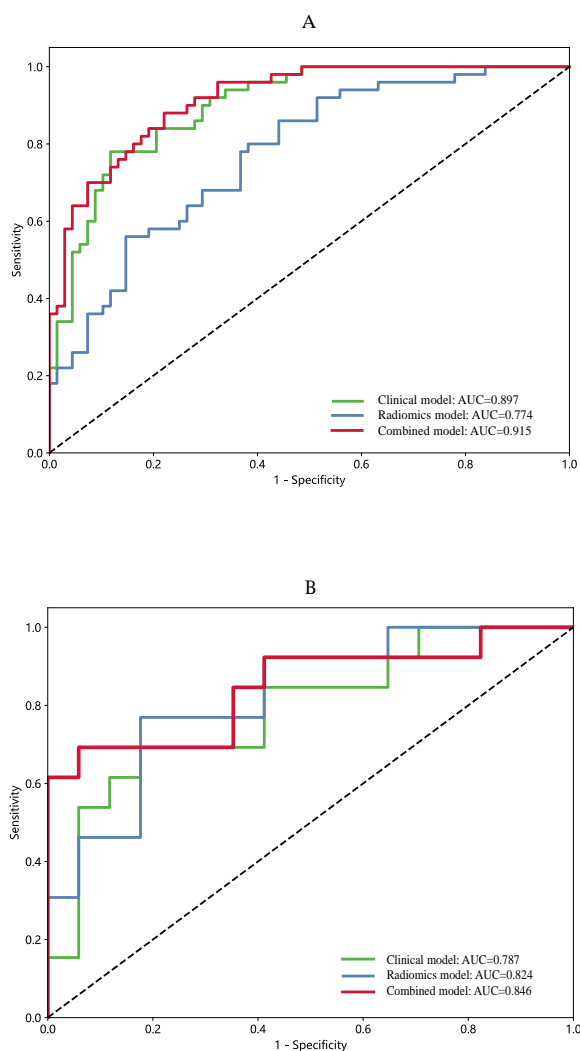 A
1.0
0.8
0.6
0.4
0.2
0.0
Sensitivity
Clinical model: AUC=0.897
Radiomics model: AUC=0.774
Combined model: AUC=0.915
0.0 0.2 0.4 0.6 0.8 1.0
1 - Specificity
B
1.0
0.8
0.6
0.4
0.2
0.0
Sensitivity
Clinical model: AUC=0.787
Radiomics model: AUC=0.824
Combined model: AUC=0.846
0.0 0.2 0.4 0.6 0.8 1.0
1 - Specificity